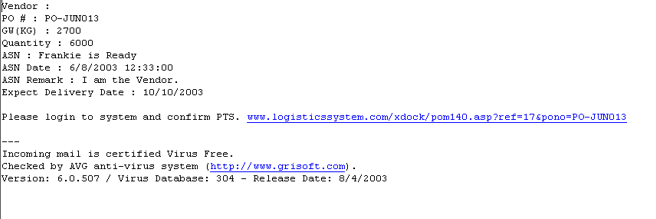 Vendor :
PO # : PO-JUN013
GW(KG) : 2700
Quantity : 6000
ASN : Frankie is Ready
ASN Date : 6/8/2003 12:33:00
ASN Remark : I am the Vendor.
Expect Delivery Date : 10/10/2003
Please login to system and confirm PTS. www.logisticssystem.com/xdock/pom140.asp?ref=17&pono=PO-JUN013
---
Incoming mail is certified Virus Free.
Checked by AVG anti-virus system (http://www.grisoft.com).
Version: 6.0.507 / Virus Database: 304 - Release Date: 8/4/2003